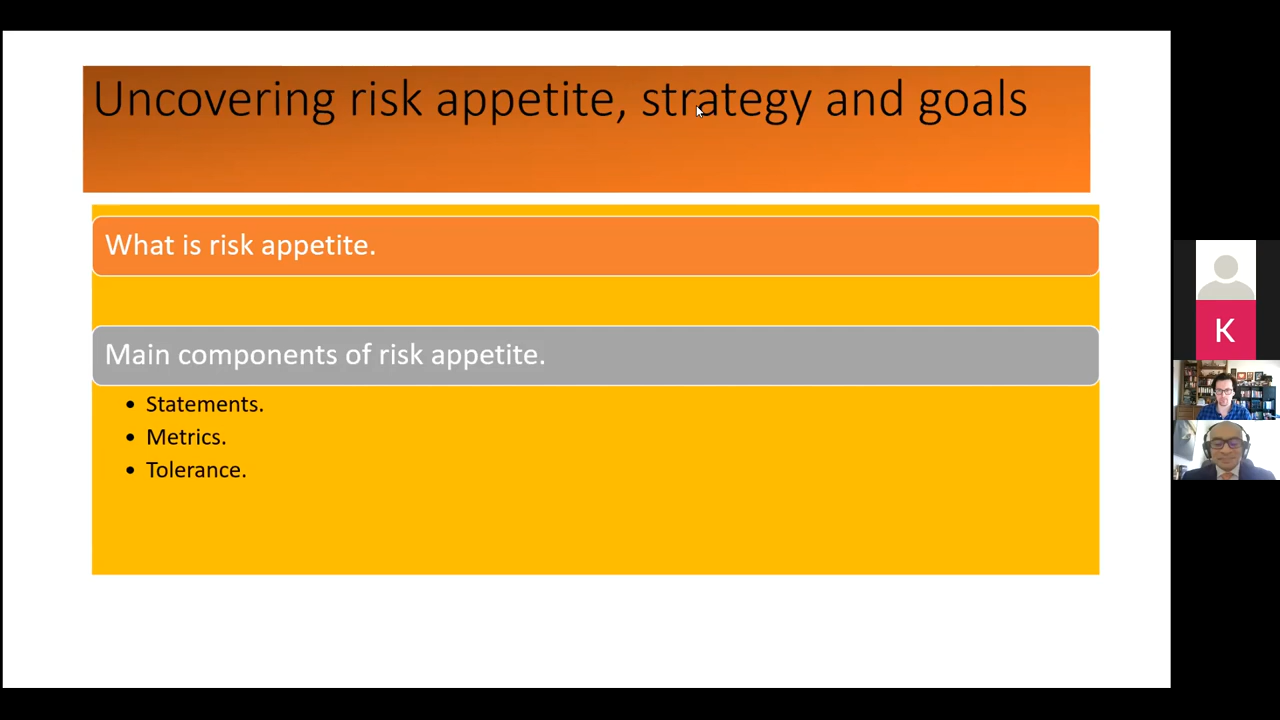 Uncovering risk appetite, strategy and goals
What is risk appetite.
Main components of risk appetite.
• Statements.
• Metrics.
• Tolerance.
K